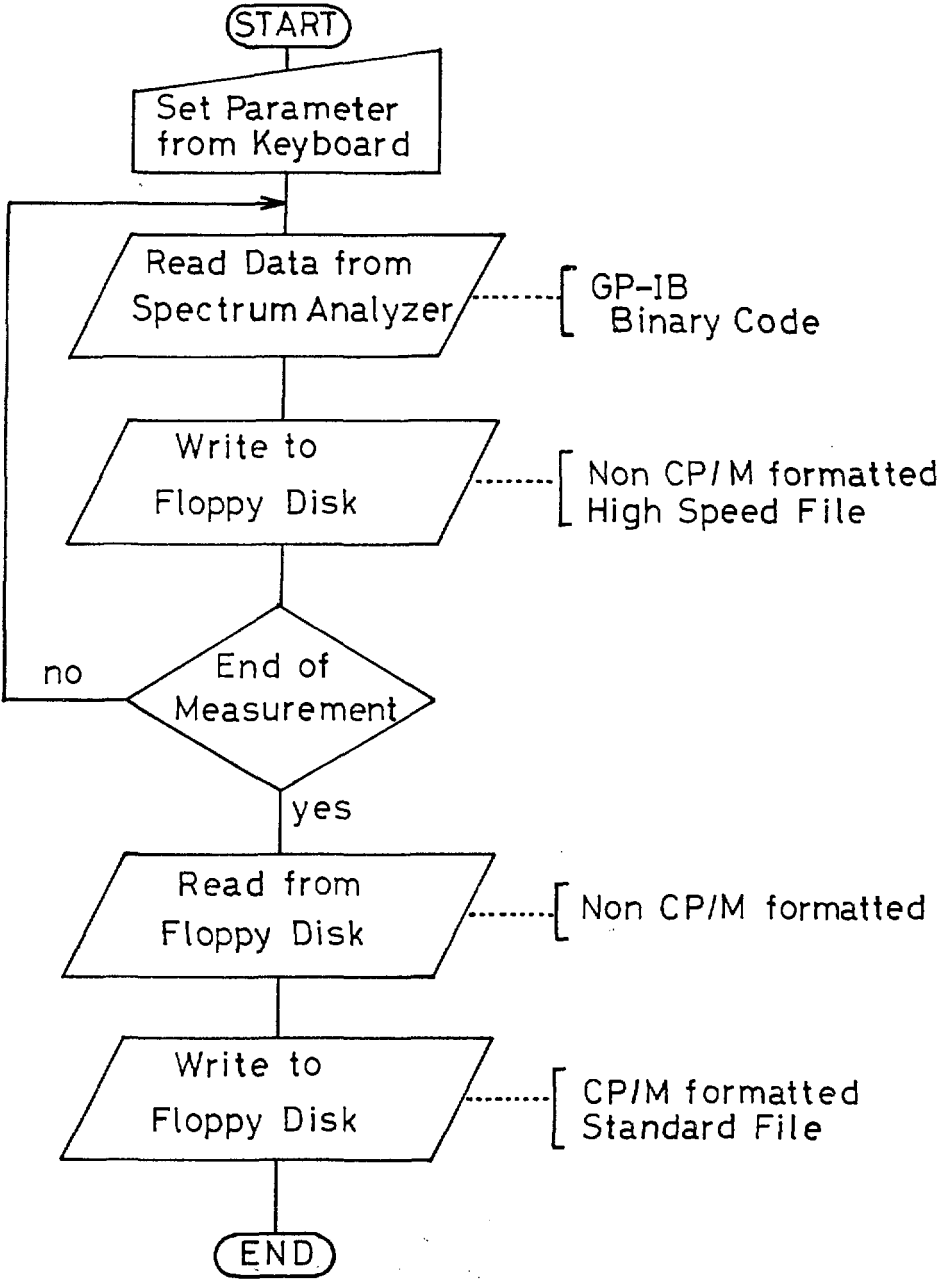 START
Set Parameter
from Keyboard
Read Data from
Spectrum Analyzer
GP-IB
Binary Code
Write to
Floppy Disk
Non CP/M formatted
High Speed File
End of
Measurement
no
yes
Read from
Floppy Disk
Non CP/M formatted
Write to
Floppy Disk
CP/M formatted
Standard File
END